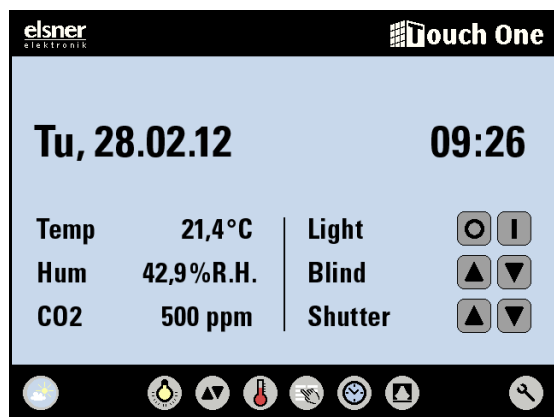 elsner
elektronik
Touch One
Tu, 28.02.12 09:26
Temp 21,4°C Light
Hum 42,9%R.H. Blind
CO2 500 ppm Shutter